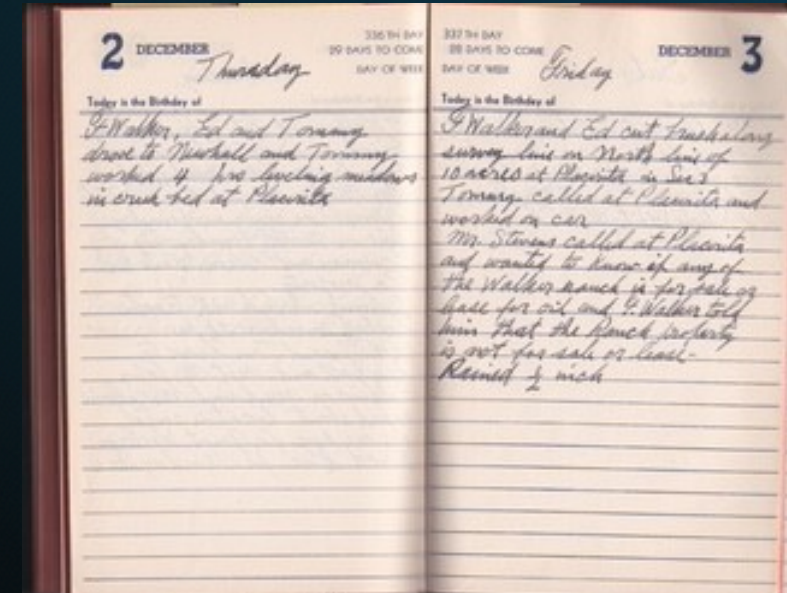 2 DECEMBER
Thursday
336 TH DAY
29 DAYS TO COME
DAY OF WEEK
Today is the Birthday of
F Walker, Ed and Tommy
drove to Newhall and Tommy
worked 4 hrs leveling meadows
in creek bed at Placerita
337 TH DAY
28 DAYS TO COME
DAY OF WEEK
Friday
DECEMBER 3
Today is the Birthday of
F Walker and Ed cut brush along
survey line on North line of
10 acres at Placerita in Sec
Tommy called at Placerita and
worked on car
Mr. Stevens called at Placerita
and wanted to know if any of
the Walker ranch is for sale or
lease for oil and F. Walker told
him that the Ranch property
is not for sale or lease-
Rained ½ inch